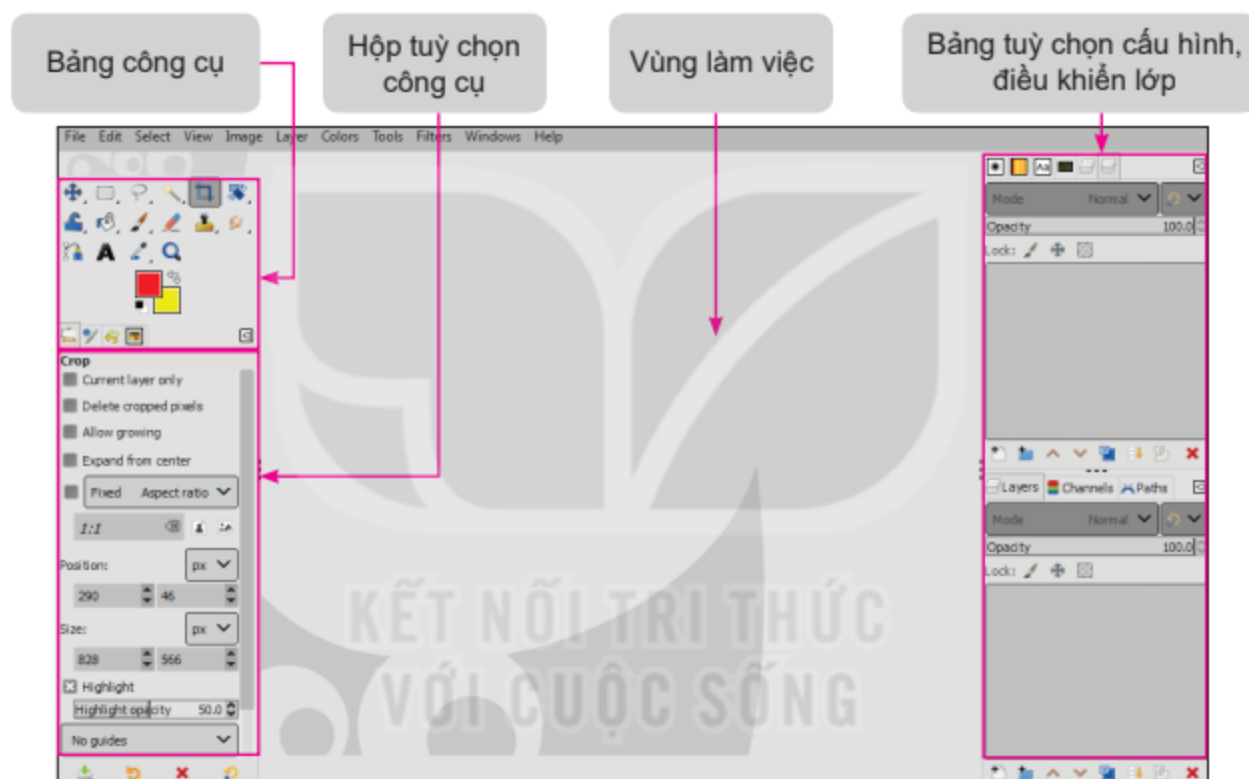 Bảng công cụ
Hộp tuỳ chọn
công cụ
Vùng làm việc
Bảng tuỳ chọn cấu hình,
điều khiển lớp
File Edit Select View Image Layer Colors Tools Filters Windows Help
Crop
Current layer only
Delete cropped pixels
Allow growing
Expand from center
Fixed Aspect ratio
1:1
Position: px
290 46
Size: px
828 566
Highlight
Highlight opacity 50.0
No guides
KẾT NỐI TRI THỨC
VỚI CUỘC SỐNG
Aa
Mode Normal
Opacity 100.0
Lock:
Layers Channels Paths
Mode Normal
Opacity 100.0
Lock: